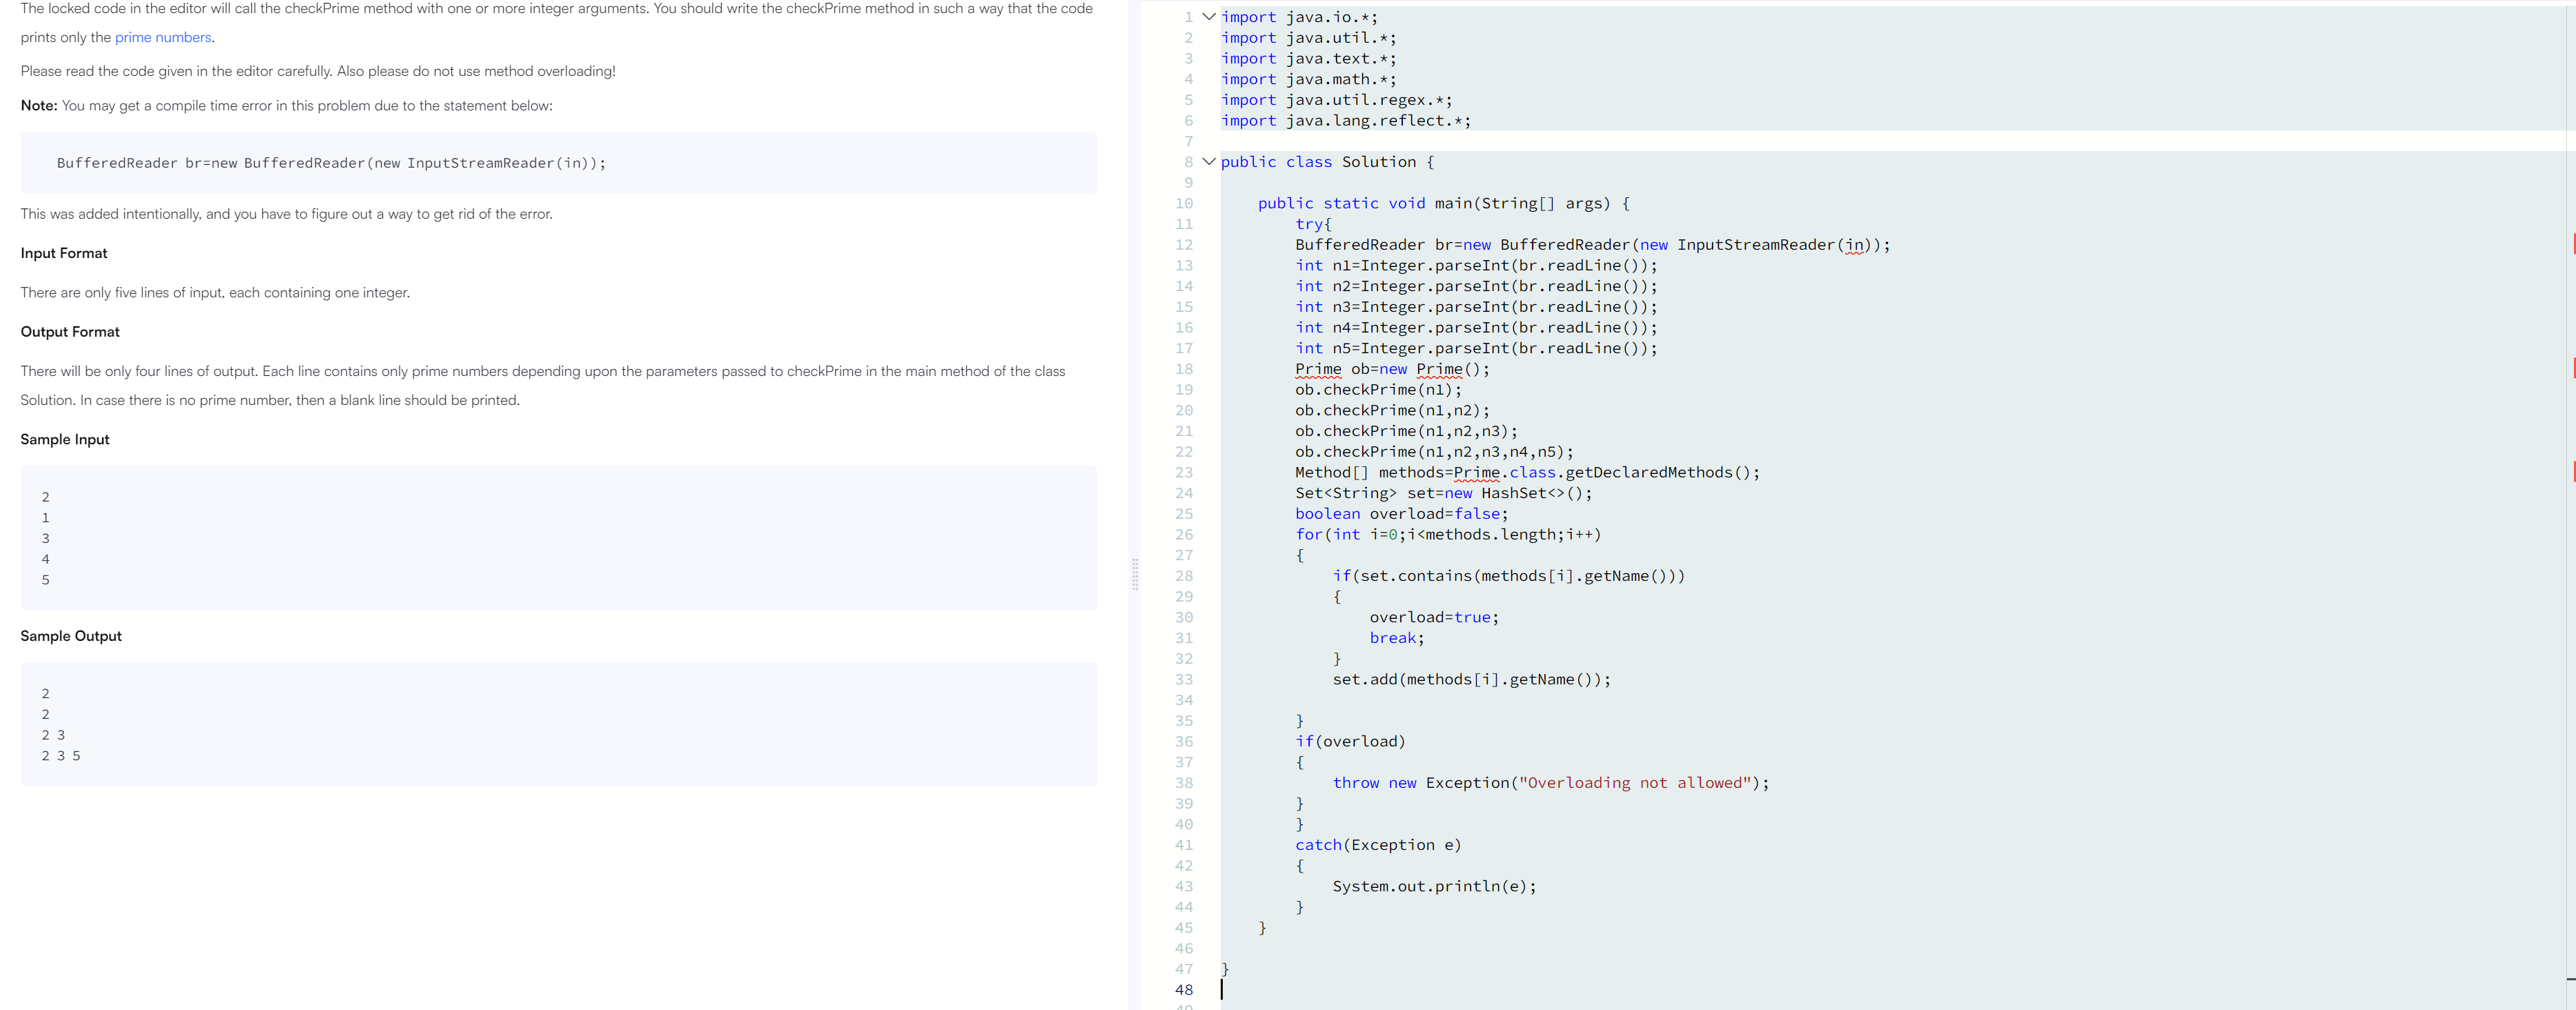 The locked code in the editor will call the checkPrime method with one or more integer arguments. You should write the checkPrime method in such a way that the code
prints only the prime numbers.
Please read the code given in the editor carefully. Also please do not use method overloading!
Note: You may get a compile time error in this problem due to the statement below:
BufferedReader br=new BufferedReader(new InputStreamReader(in));
This was added intentionally, and you have to figure out a way to get rid of the error.
Input Format
There are only five lines of input, each containing one integer.
Output Format
There will be only four lines of output. Each line contains only prime numbers depending upon the parameters passed to checkPrime in the main method of the class
Solution. In case there is no prime number, then a blank line should be printed.
Sample Input
2
1
3
4
5
Sample Output
2
2
2 3
2 3 5
1 import java.io.*;
2 import java.util.*;
3 import java.text.*;
4 import java.math.*;
5 import java.util.regex.*;
6 import java.lang.reflect.*;
7
8 public class Solution {
9
10     public static void main(String[] args) {
11         try{
12         BufferedReader br=new BufferedReader(new InputStreamReader(in));
13         int n1=Integer.parseInt(br.readLine());
14         int n2=Integer.parseInt(br.readLine());
15         int n3=Integer.parseInt(br.readLine());
16         int n4=Integer.parseInt(br.readLine());
17         int n5=Integer.parseInt(br.readLine());
18         Prime ob=new Prime();
19         ob.checkPrime(n1);
20         ob.checkPrime(n1,n2);
21         ob.checkPrime(n1,n2,n3);
22         ob.checkPrime(n1,n2,n3,n4,n5);
23         Method[] methods=Prime.class.getDeclaredMethods();
24         Set<String> set=new HashSet<>();
25         boolean overload=false;
26         for(int i=0;i<methods.length;i++)
27         {
28             if(set.contains(methods[i].getName()))
29             {
30                 overload=true;
31                 break;
32             }
33             set.add(methods[i].getName());
34
35         }
36         if(overload)
37         {
38             throw new Exception("Overloading not allowed");
39         }
40         }
41         catch(Exception e)
42         {
43             System.out.println(e);
44         }
45     }
46
47 }
48